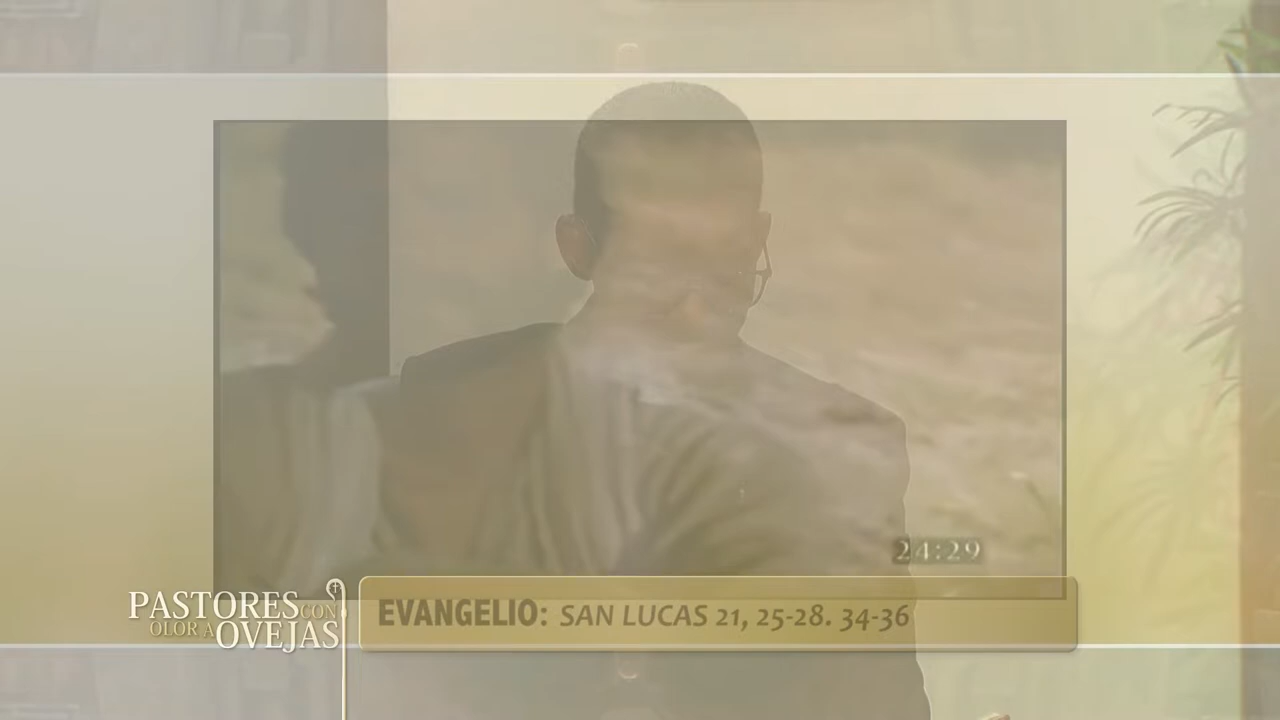 24:29
PASTORES CON
OLOR A OVEJAS
EVANGELIO: SAN LUCAS 21, 25-28. 34-36